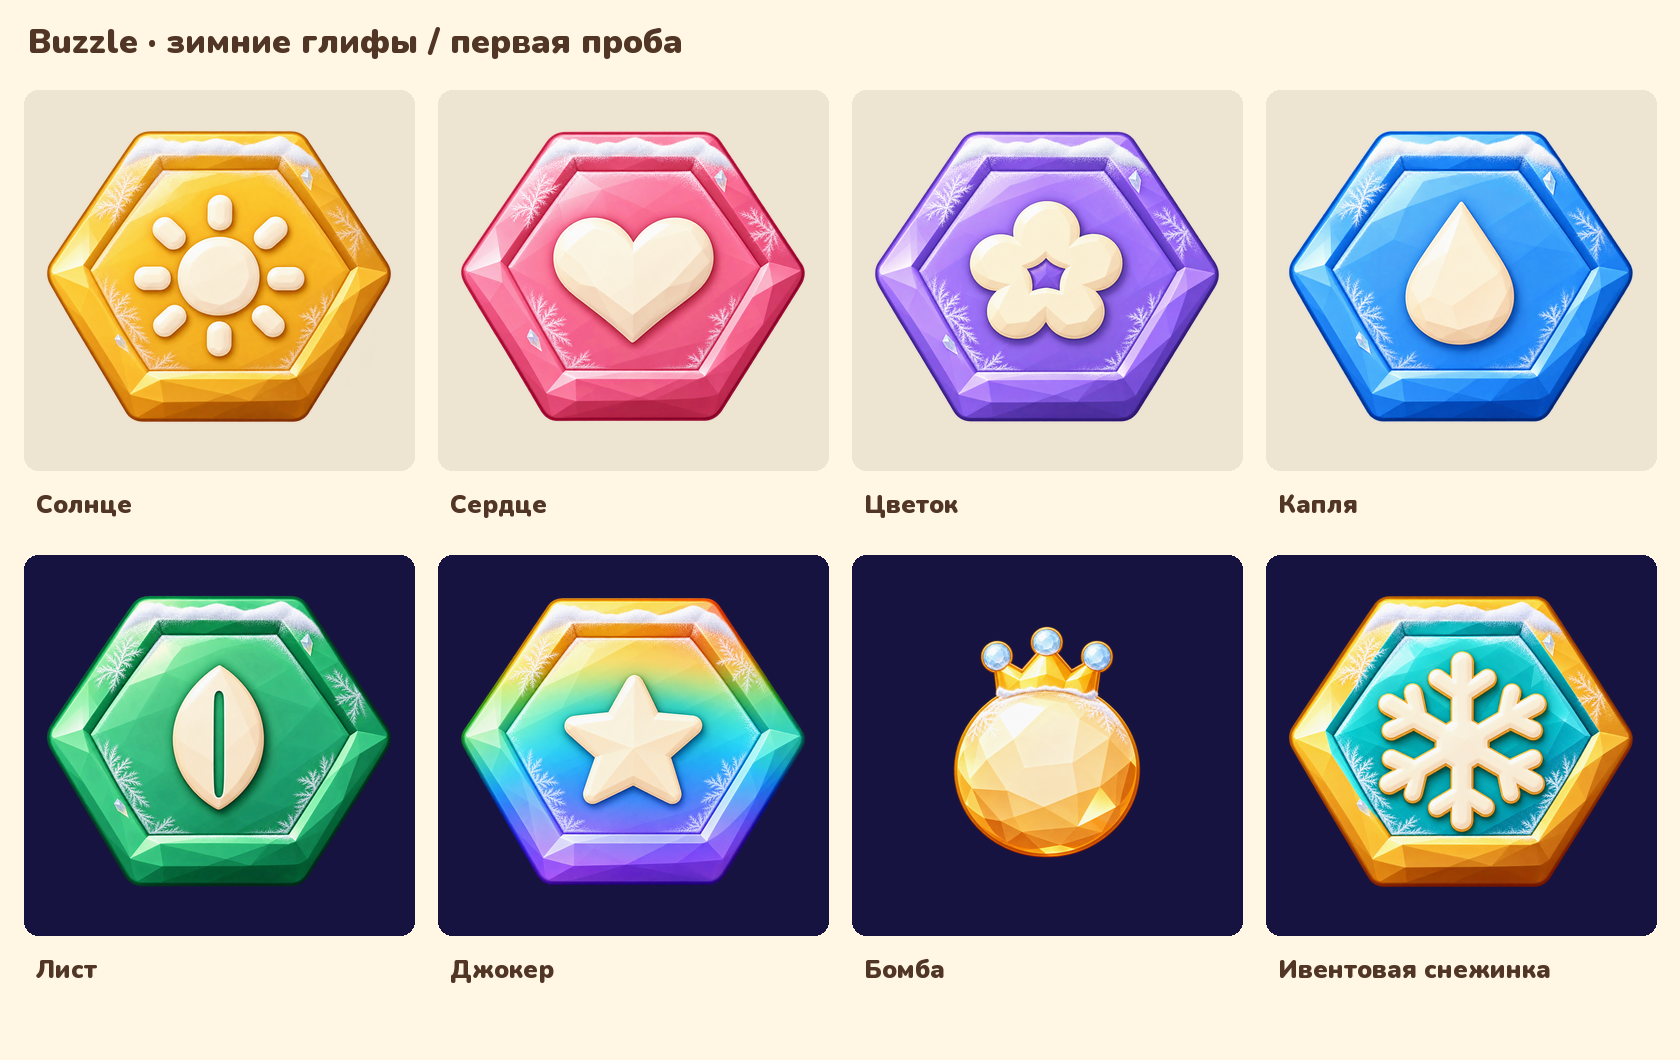 Buzzle · зимние глифы / первая проба
Солнце
Сердце
Цветок
Капля
Лист
Джокер
Бомба
Ивентовая снежинка